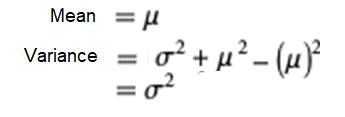 Mean = μ
Variance = σ² + μ² – (μ)²
= σ²